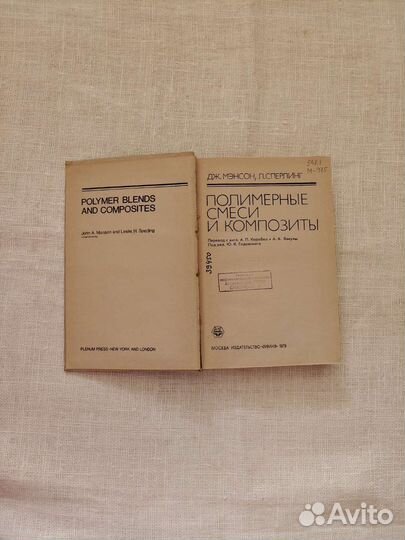 POLYMER BLENDS
AND COMPOSITES
John A. Manson and Leslie H. Sperling
PLENUM PRESS • NEW YORK AND LONDON
ДЖ. МЭНСОН, Л. СПЕРЛИНГ
ПОЛИМЕРНЫЕ
СМЕСИ
И КОМПОЗИТЫ
Перевод с англ. А. П. Коробко и А. В. Вакулы
Под ред. Ю. К. Годовского
39450
МОСКВА ИЗДАТЕЛЬСТВО «ХИМИЯ» 1979
Avito